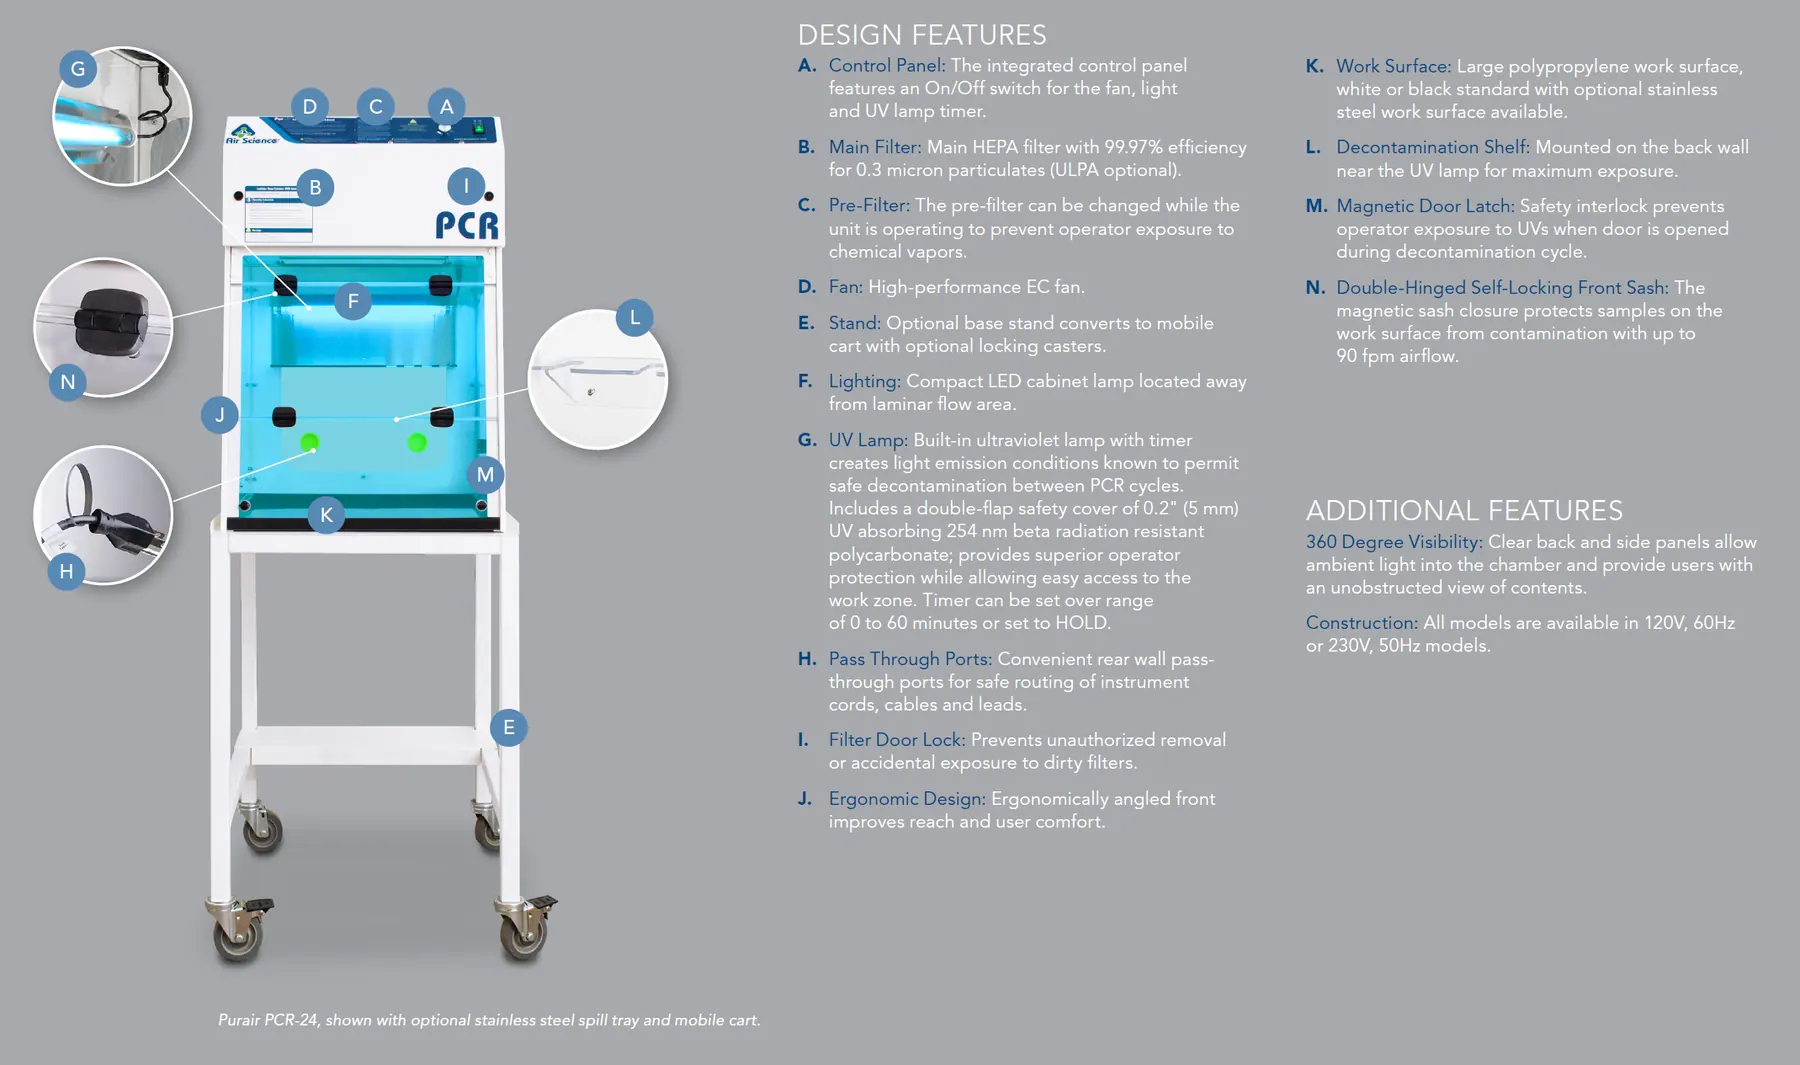 G
D
C
A
Air Science
B
I
PCR
F
L
N
J
M
K
H
E
Purair PCR-24, shown with optional stainless steel spill tray and mobile cart.
DESIGN FEATURES
A. Control Panel: The integrated control panel
features an On/Off switch for the fan, light
and UV lamp timer.
B. Main Filter: Main HEPA filter with 99.97% efficiency
for 0.3 micron particulates (ULPA optional).
C. Pre-Filter: The pre-filter can be changed while the
unit is operating to prevent operator exposure to
chemical vapors.
D. Fan: High-performance EC fan.
E. Stand: Optional base stand converts to mobile
cart with optional locking casters.
F. Lighting: Compact LED cabinet lamp located away
from laminar flow area.
G. UV Lamp: Built-in ultraviolet lamp with timer
creates light emission conditions known to permit
safe decontamination between PCR cycles.
Includes a double-flap safety cover of 0.2" (5 mm)
UV absorbing 254 nm beta radiation resistant
polycarbonate; provides superior operator
protection while allowing easy access to the
work zone. Timer can be set over range
of 0 to 60 minutes or set to HOLD.
H. Pass Through Ports: Convenient rear wall pass-
through ports for safe routing of instrument
cords, cables and leads.
I. Filter Door Lock: Prevents unauthorized removal
or accidental exposure to dirty filters.
J. Ergonomic Design: Ergonomically angled front
improves reach and user comfort.
K. Work Surface: Large polypropylene work surface,
white or black standard with optional stainless
steel work surface available.
L. Decontamination Shelf: Mounted on the back wall
near the UV lamp for maximum exposure.
M. Magnetic Door Latch: Safety interlock prevents
operator exposure to UVs when door is opened
during decontamination cycle.
N. Double-Hinged Self-Locking Front Sash: The
magnetic sash closure protects samples on the
work surface from contamination with up to
90 fpm airflow.
ADDITIONAL FEATURES
360 Degree Visibility: Clear back and side panels allow
ambient light into the chamber and provide users with
an unobstructed view of contents.
Construction: All models are available in 120V, 60Hz
or 230V, 50Hz models.